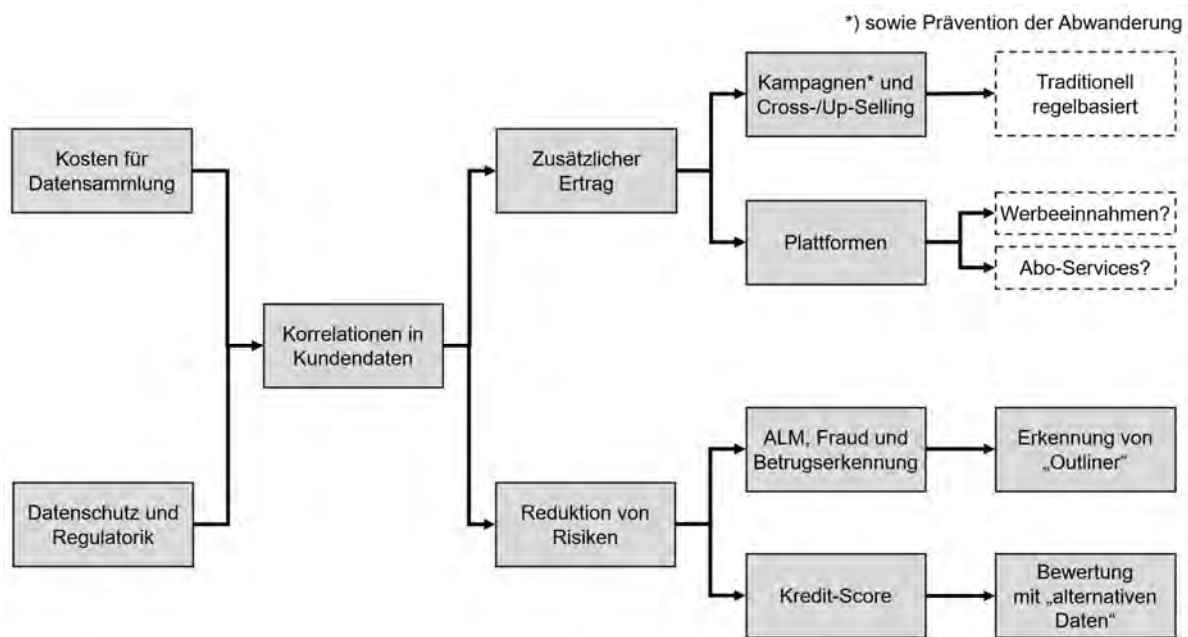 *) sowie Prävention der Abwanderung
Kampagnen* und
Cross-/Up-Selling
Traditionell
regelbasiert
Kosten für
Datensammlung
Zusätzlicher
Ertrag
Plattformen
Werbeeinnahmen?
Abo-Services?
Korrelationen in
Kundendaten
ALM, Fraud und
Betrugserkennung
Erkennung von
„Outliner“
Datenschutz und
Regulatorik
Reduktion von
Risiken
Kredit-Score
Bewertung
mit „alternativen
Daten“